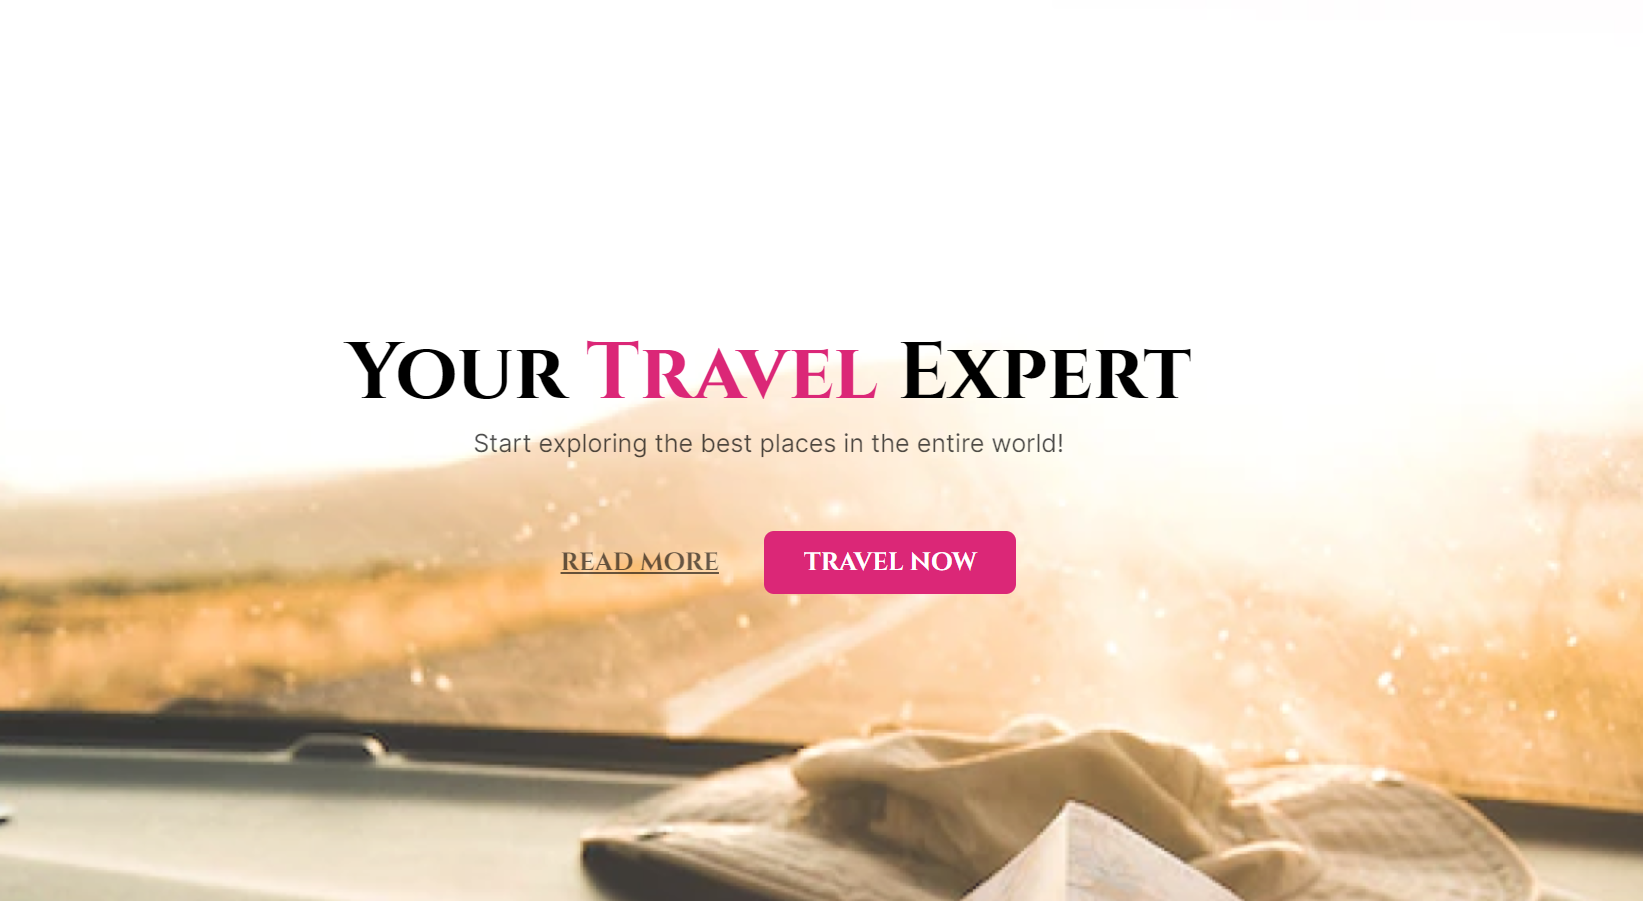 Your Travel Expert
Start exploring the best places in the entire world!
READ MORE
TRAVEL NOW